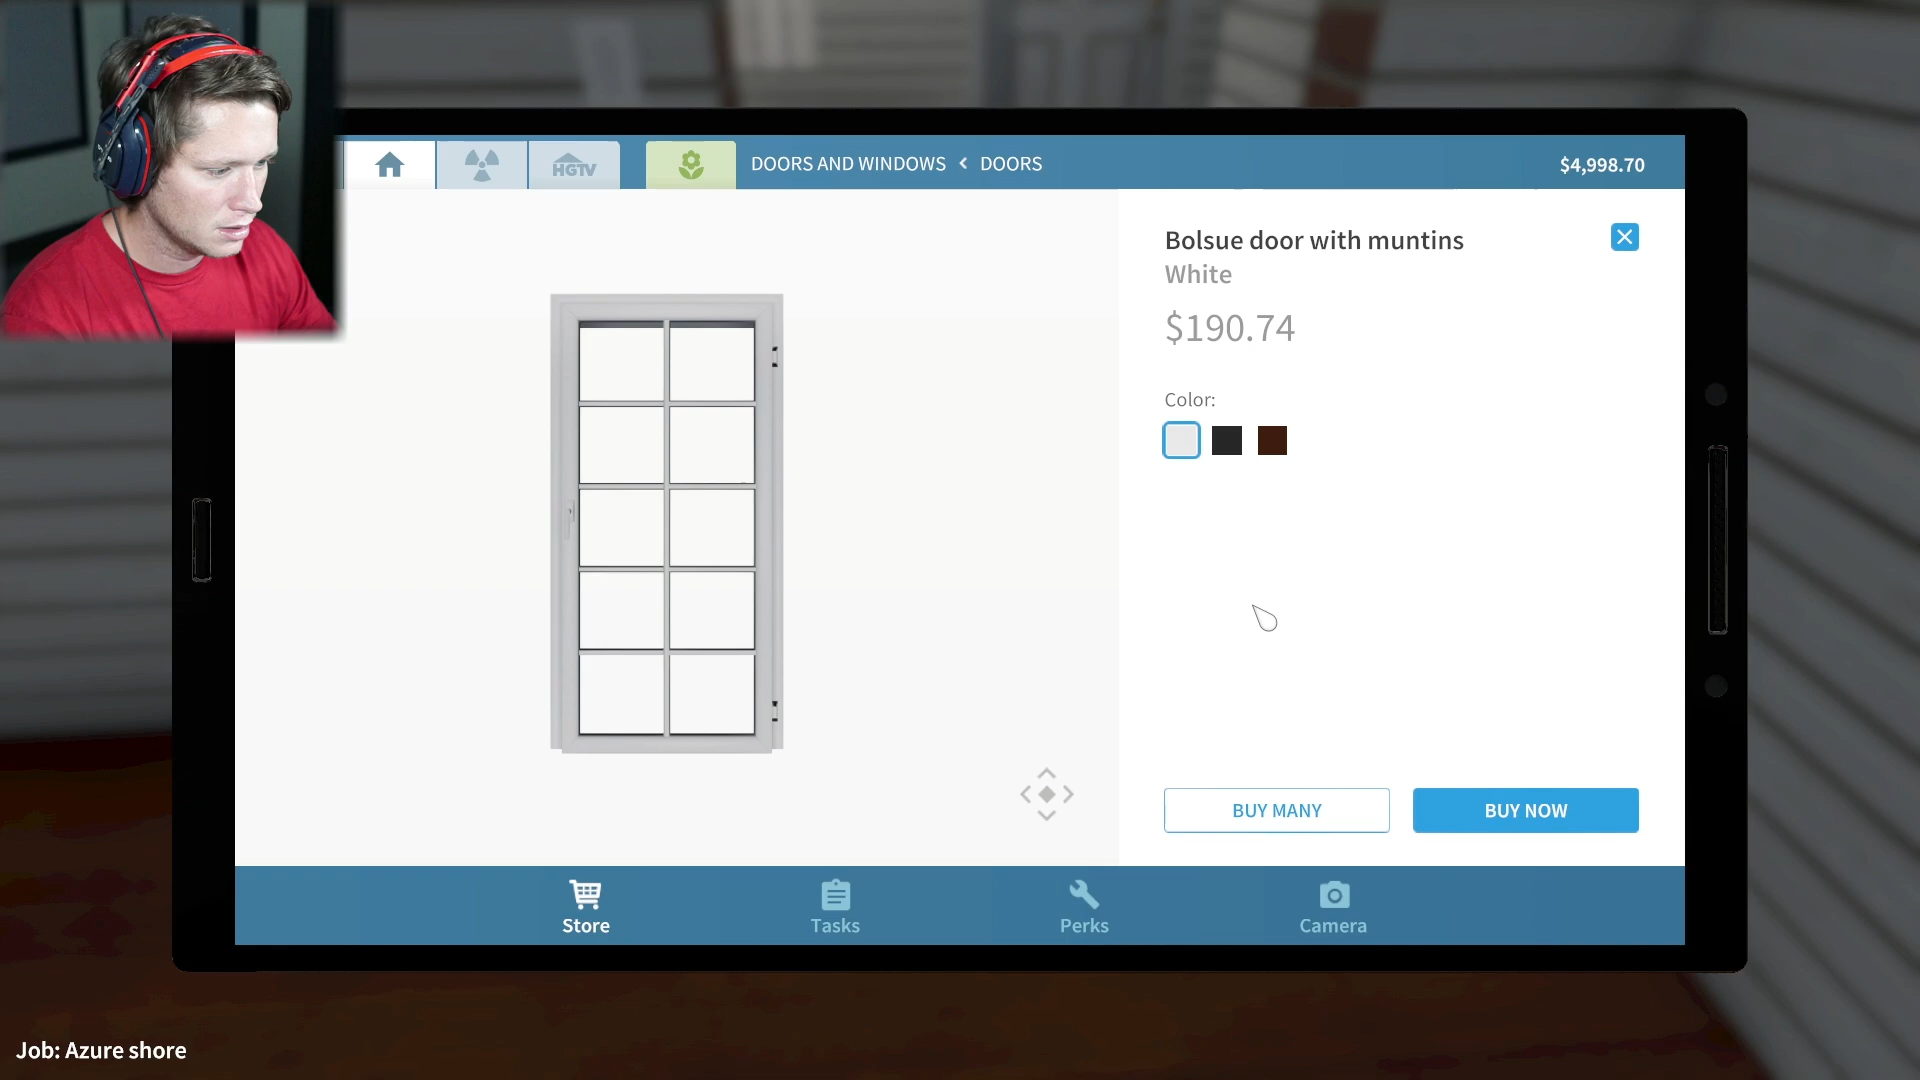 HGTV
DOORS AND WINDOWS < DOORS
$4,998.70
Bolsue door with muntins
White
$190.74
Color:
BUY MANY
BUY NOW
Store
Tasks
Perks
Camera
Job: Azure shore